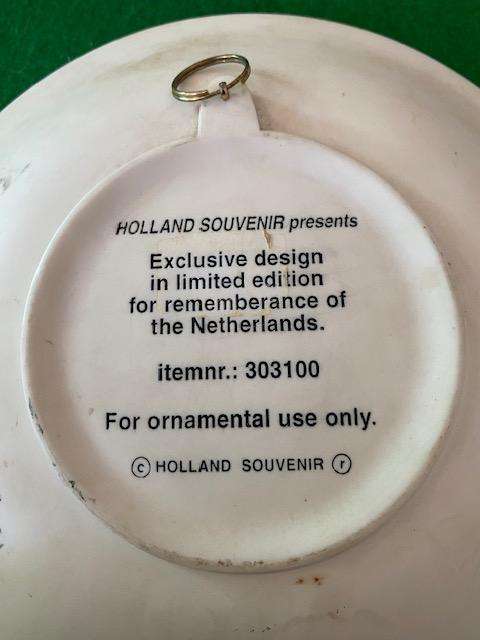 HOLLAND SOUVENIR presents
Exclusive design
in limited edition
for rememberance of
the Netherlands.
itemnr.: 303100
For ornamental use only.
ⓒ HOLLAND SOUVENIR ⓡ